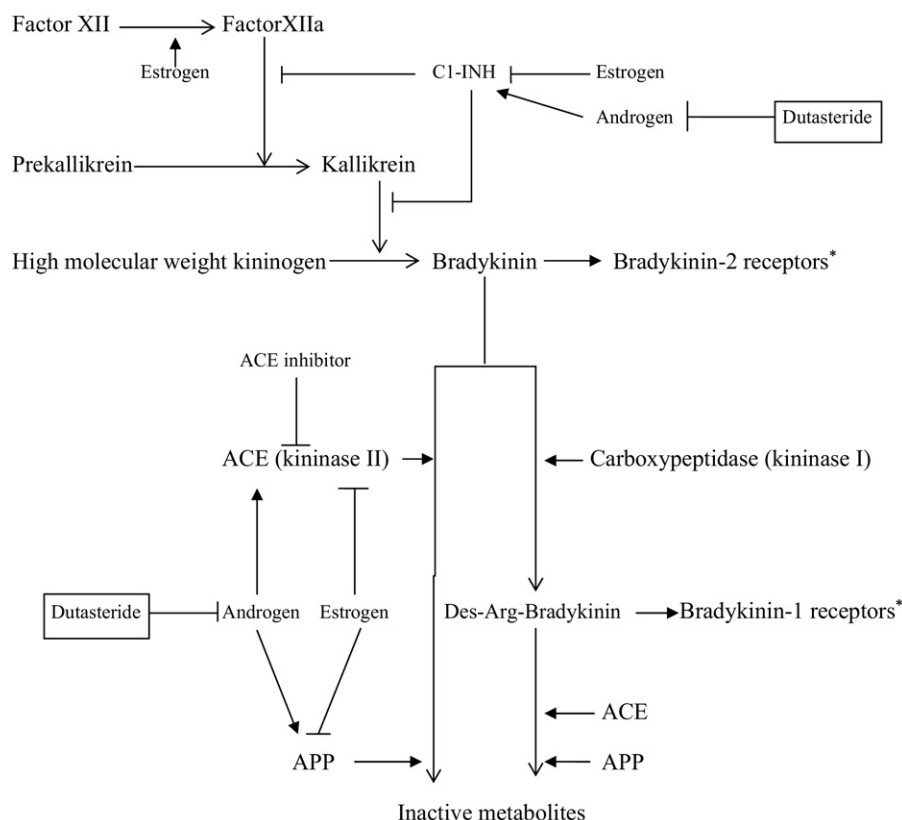 Factor XII FactorXIIa
Estrogen C1-INH Estrogen
Androgen Dutasteride
Prekallikrein Kallikrein
High molecular weight kininogen Bradykinin Bradykinin-2 receptors*
ACE inhibitor
ACE (kininase II) Carboxypeptidase (kininase I)
Dutasteride Androgen Estrogen Des-Arg-Bradykinin Bradykinin-1 receptors*
ACE
APP APP
Inactive metabolites